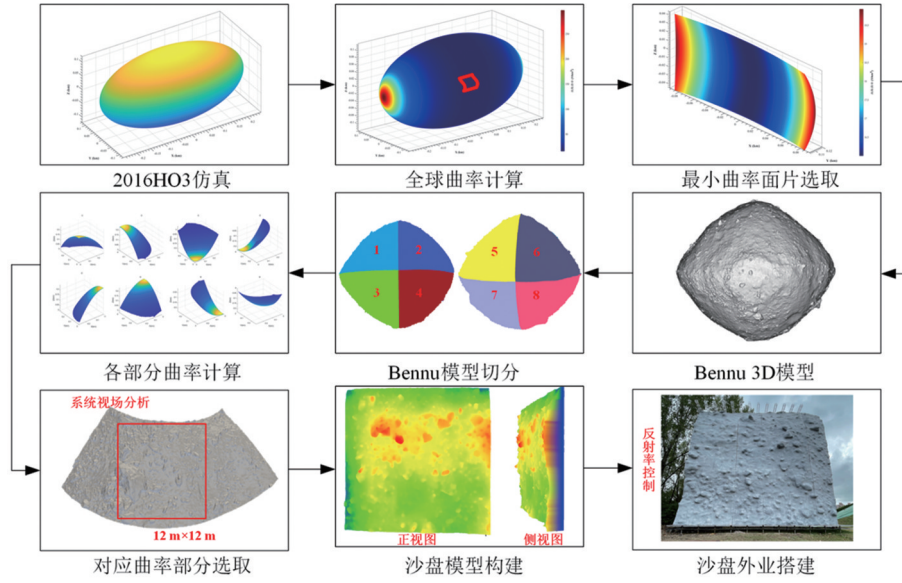 2016HO3仿真
全球曲率计算
最小曲率面片选取
各部分曲率计算
1
2
3
4
5
6
7
8
Bennu模型切分
Bennu 3D模型
系统视场分析
12 m×12 m
对应曲率部分选取
正视图
侧视图
沙盘模型构建
反射率控制
沙盘外业搭建